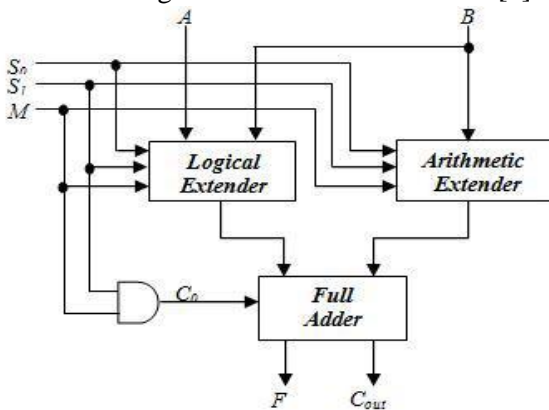 A
B
S0
S1
M
Logical
Extender
Arithmetic
Extender
C0
Full
Adder
F
Cout